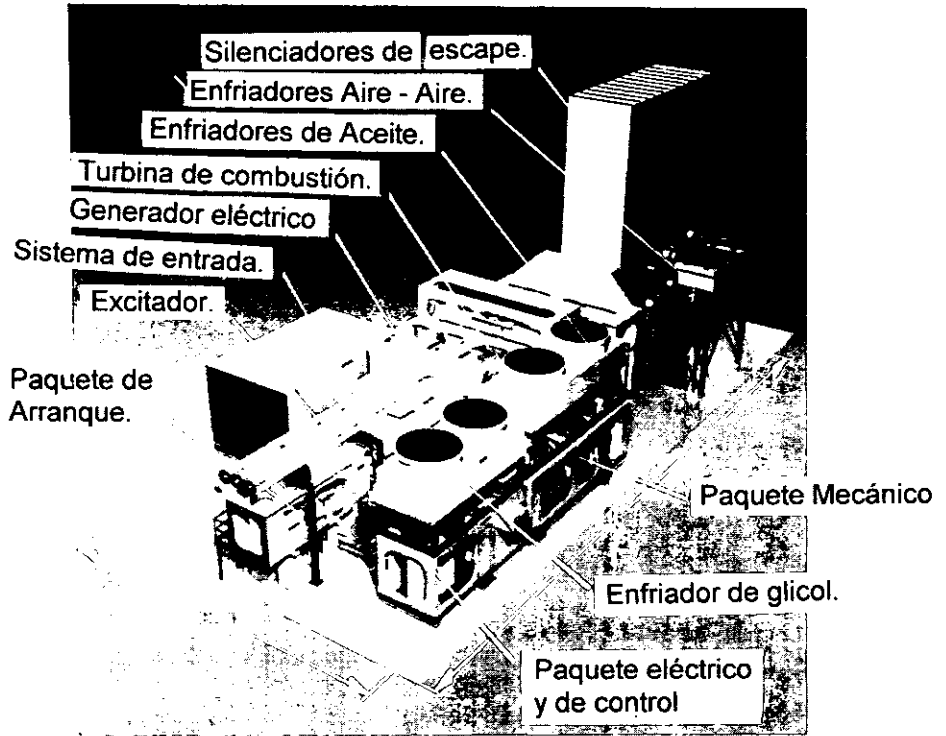 Silenciadores de escape.
Enfriadores Aire - Aire.
Enfriadores de Aceite.
Turbina de combustión.
Generador eléctrico
Sistema de entrada.
Excitador.
Paquete de
Arranque.
Paquete Mecánico
Enfriador de glicol.
Paquete eléctrico
y de control